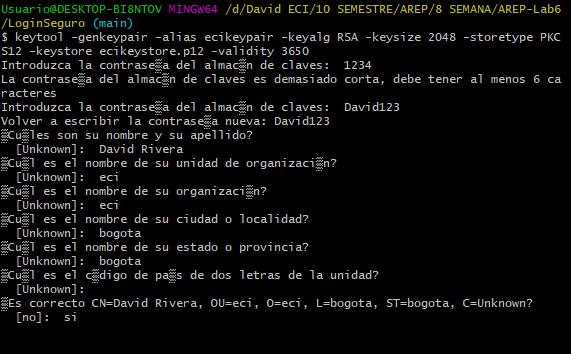 Usuario@DESKTOP-BI8NTOV MINGW64 /d/David ECI/10 SEMESTRE/AREP/8 SEMANA/AREP-Lab6
/LoginSeguro (main)
$ keytool -genkeypair -alias ecikeypair -keyalg RSA -keysize 2048 -storetype PKC
S12 -keystore ecikeystore.p12 -validity 3650
Introduzca la contrase▒a del almac▒n de claves:  1234
La contrase▒a del almac▒n de claves es demasiado corta, debe tener al menos 6 ca
racteres
Introduzca la contrase▒a del almac▒n de claves:  David123
Volver a escribir la contrase▒a nueva: David123
▒Cu▒les son su nombre y su apellido?
  [Unknown]:  David Rivera
▒Cu▒l es el nombre de su unidad de organizaci▒n?
  [Unknown]:  eci
▒Cu▒l es el nombre de su organizaci▒n?
  [Unknown]:  eci
▒Cu▒l es el nombre de su ciudad o localidad?
  [Unknown]:  bogota
▒Cu▒l es el nombre de su estado o provincia?
  [Unknown]:  bogota
▒Cu▒l es el c▒digo de pa▒s de dos letras de la unidad?
  [Unknown]:
▒Es correcto CN=David Rivera, OU=eci, O=eci, L=bogota, ST=bogota, C=Unknown?
  [no]:  si